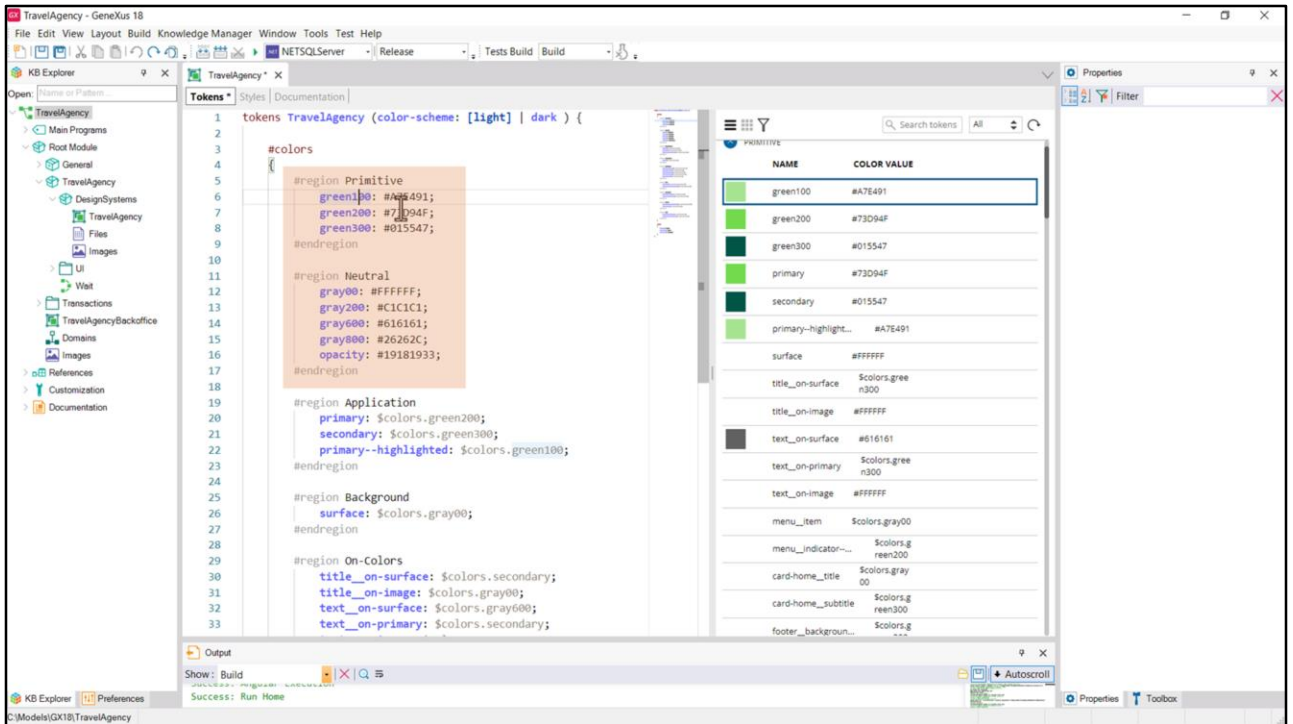 GX TravelAgency - GeneXus 18
File Edit View Layout Build Knowledge Manager Window Tools Test Help
NETSQLServer Release Tests Build Build
KB Explorer
Open: Name or Pattern
TravelAgency
Main Programs
Root Module
General
TravelAgency
DesignSystems
TravelAgency
Files
Images
UI
Wait
Transactions
TravelAgencyBackoffice
Domains
Images
References
Customization
Documentation
KB Explorer Preferences
C:\Models\GX18\TravelAgency
TravelAgency *
Tokens * Styles Documentation
1 tokens TravelAgency (color-scheme: [light] | dark ) {
2
3 #colors
4 {
5 #region Primitive
6 green100: #A7E491;
7 green200: #73D94F;
8 green300: #015547;
9 #endregion
10
11 #region Neutral
12 gray00: #FFFFFF;
13 gray200: #C1C1C1;
14 gray600: #616161;
15 gray800: #26262C;
16 opacity: #19181933;
17 #endregion
18
19 #region Application
20 primary: $colors.green200;
21 secondary: $colors.green300;
22 primary--highlighted: $colors.green100;
23 #endregion
24
25 #region Background
26 surface: $colors.gray00;
27 #endregion
28
29 #region On-Colors
30 title__on-surface: $colors.secondary;
31 title__on-image: $colors.gray00;
32 text__on-surface: $colors.gray600;
33 text__on-primary: $colors.secondary;
Search tokens All
PRIMITIVE
NAME COLOR VALUE
green100 #A7E491
green200 #73D94F
green300 #015547
primary #73D94F
secondary #015547
primary--highlight... #A7E491
surface #FFFFFF
title__on-surface $colors.gree
n300
title__on-image #FFFFFF
text__on-surface #616161
text__on-primary $colors.gree
n300
text__on-image #FFFFFF
menu__item $colors.gray00
menu__indicator--... $colors.g
reen200
card-home__title $colors.gray
00
card-home__subtitle $colors.g
reen300
footer__backgroun... $colors.g
Output
Show: Build Autoscroll
Success: Angular Execution
Success: Run Home
Properties
Filter
Properties Toolbox